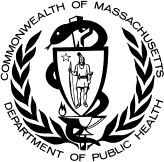 COMMONWEALTH OF MASSACHUSETTS
DEPARTMENT OF PUBLIC HEALTH